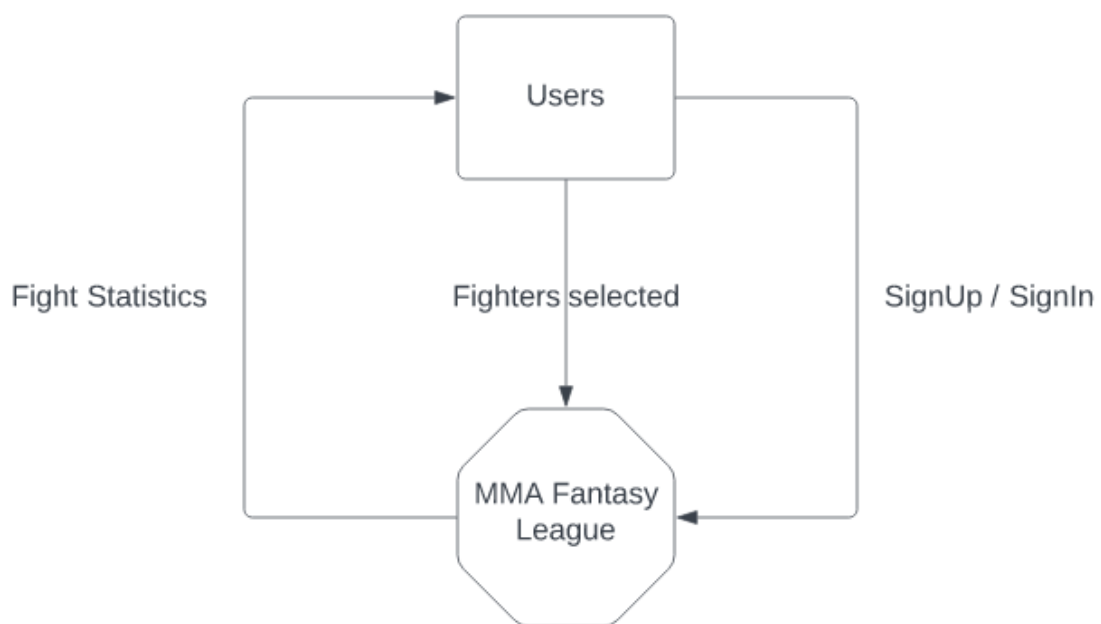 Users
Fight Statistics
Fighters selected
SignUp / SignIn
MMA Fantasy
League